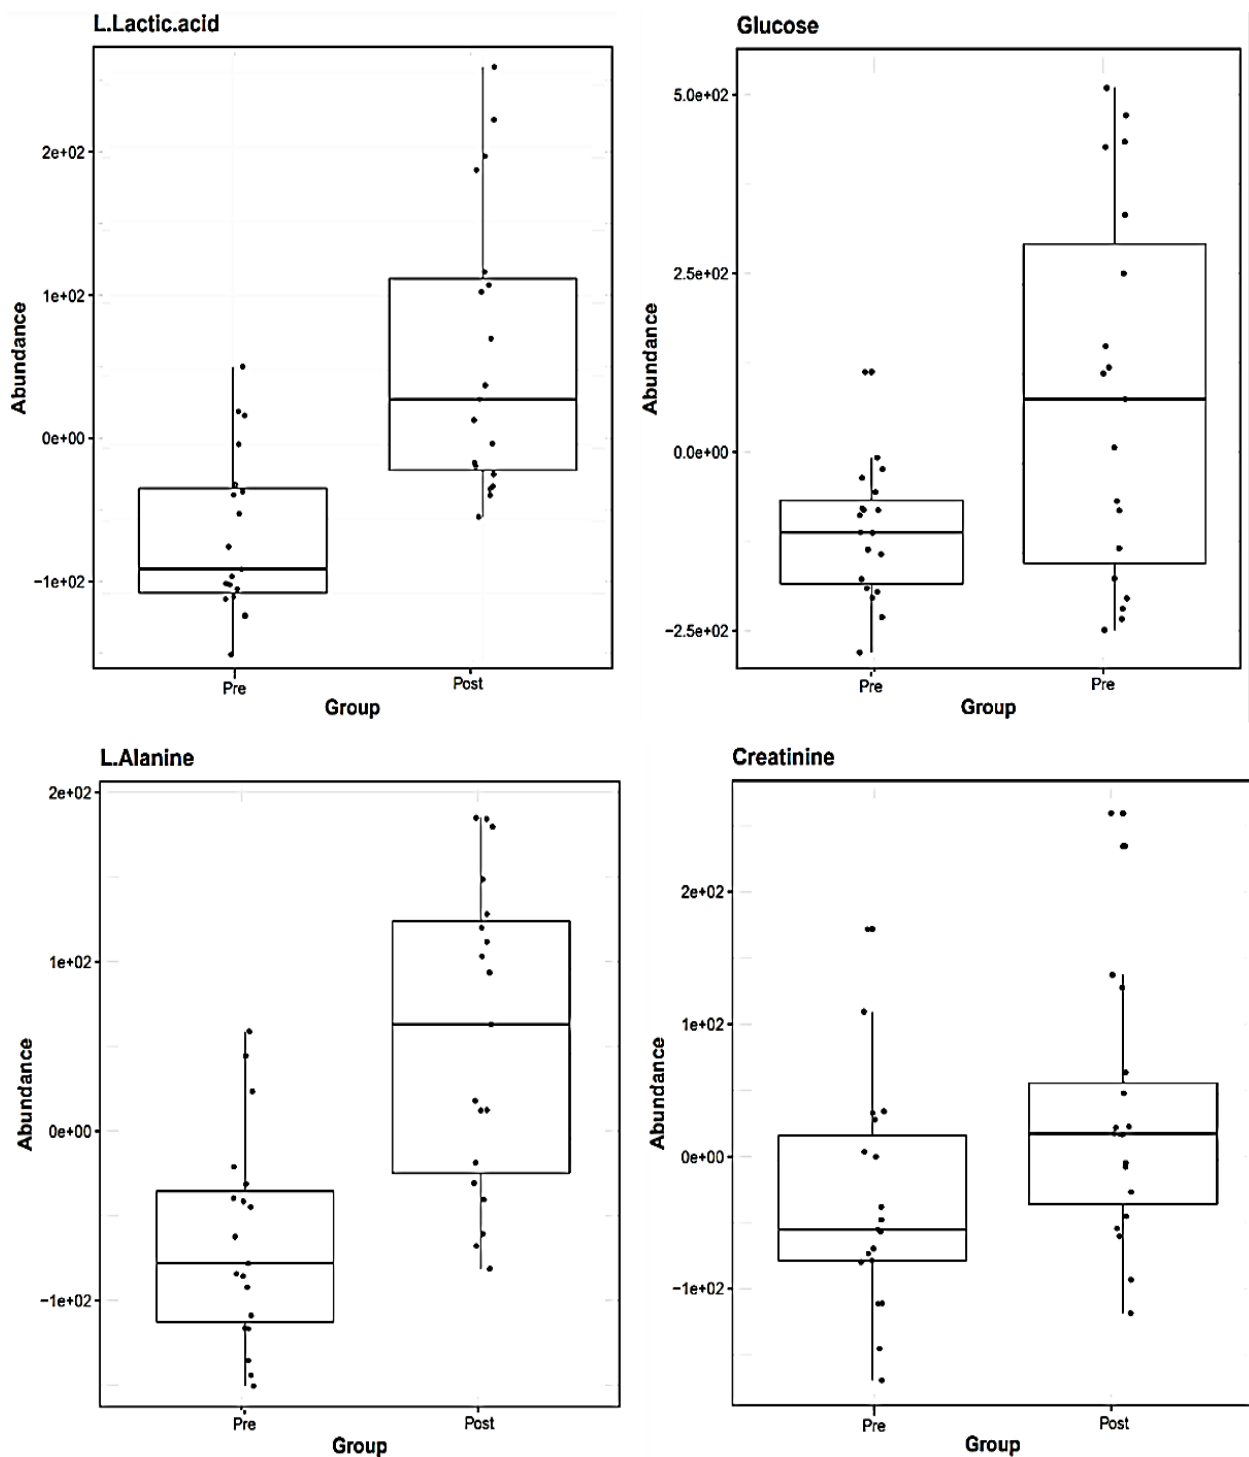 L.Lactic.acid
Abundance
2e+02
1e+02
0e+00
−1e+02
Pre
Post
Group
Glucose
Abundance
5.0e+02
2.5e+02
0.0e+00
−2.5e+02
Pre
Pre
Group
L.Alanine
Abundance
2e+02
1e+02
0e+00
−1e+02
Pre
Post
Group
Creatinine
Abundance
2e+02
1e+02
0e+00
−1e+02
Pre
Post
Group